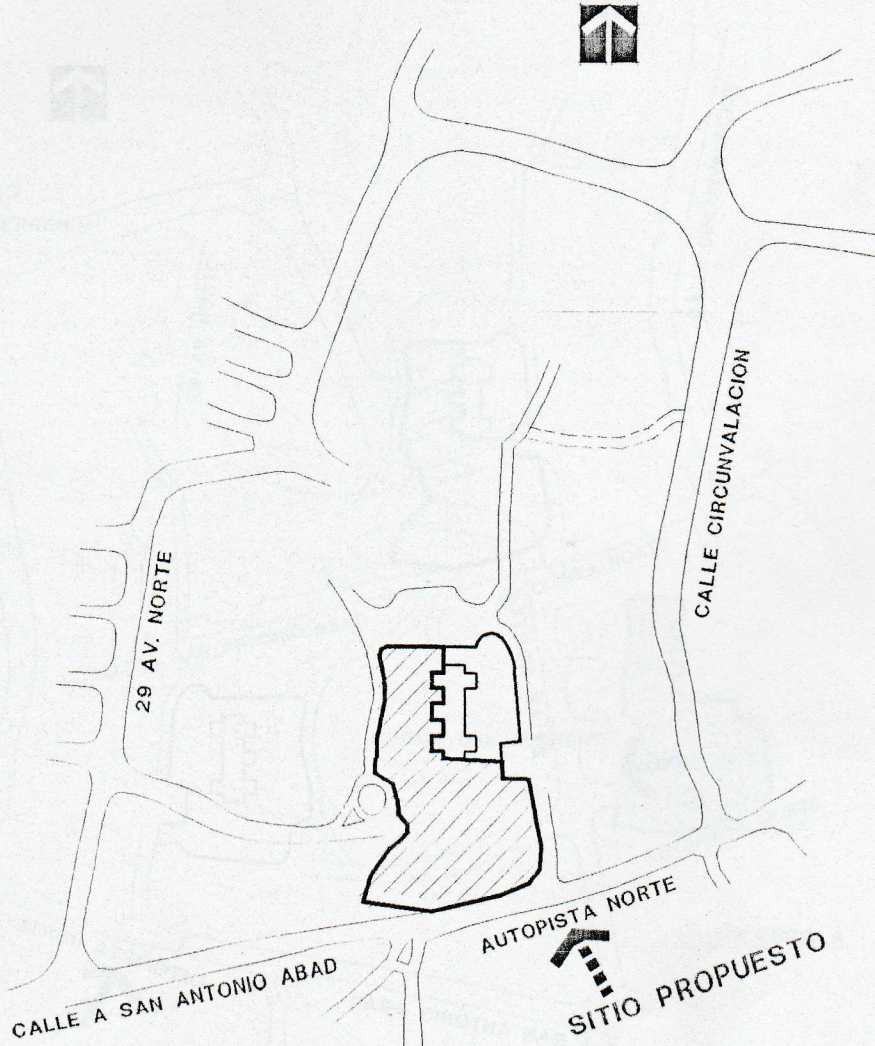 CALLE CIRCUNVALACION
29 AV. NORTE
AUTOPISTA NORTE
CALLE A SAN ANTONIO ABAD
SITIO PROPUESTO